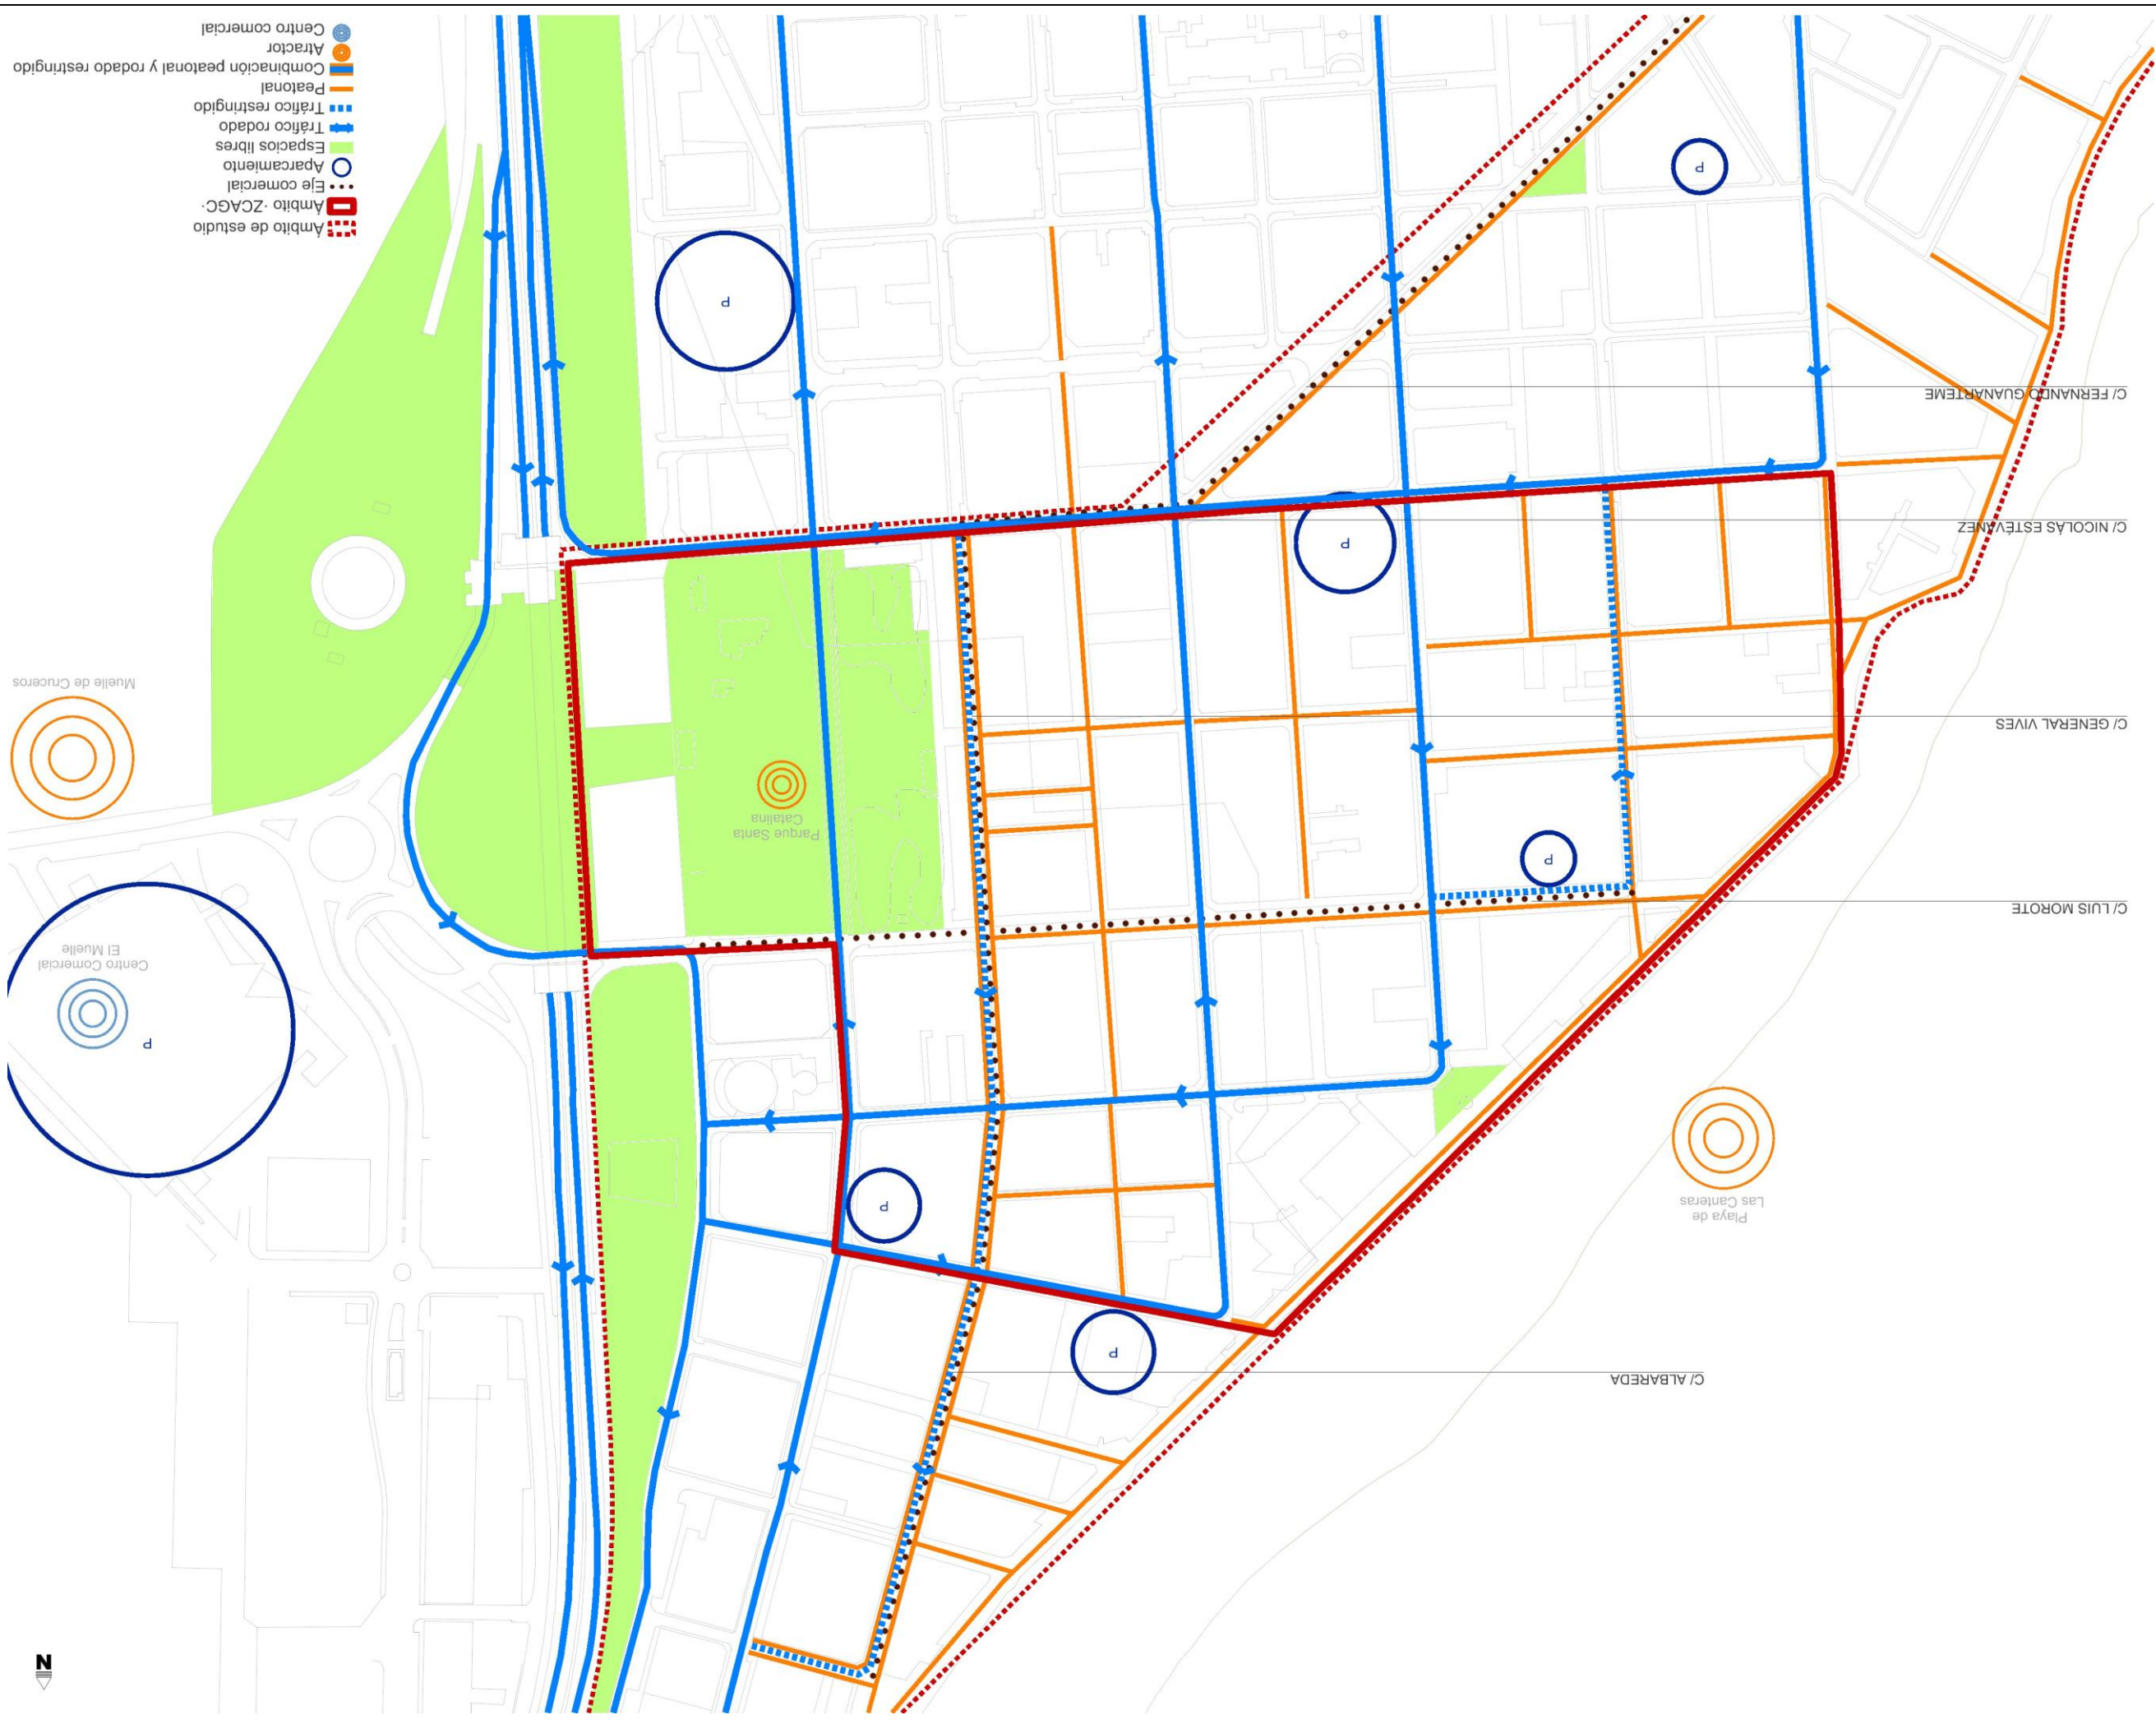 N
C/ ALBAREDA
P
Playa de
Las Canteras
P
P
Centro Comercial
El Muelle
C/ LUIS MOROTE
P
Parque Santa
Catalina
C/ GENERAL VIVES
Muelle de Cruceros
P
C/ NICOLÁS ESTÉVANEZ
C/ FERNANDO GUANARTEME
P
P
Ámbito de estudio
Ámbito ·ZCAGC·
Eje comercial
Aparcamiento
Espacios libres
Tráfico rodado
Tráfico restringido
Peatonal
Combinación peatonal y rodado restringido
Atractor
Centro comercial